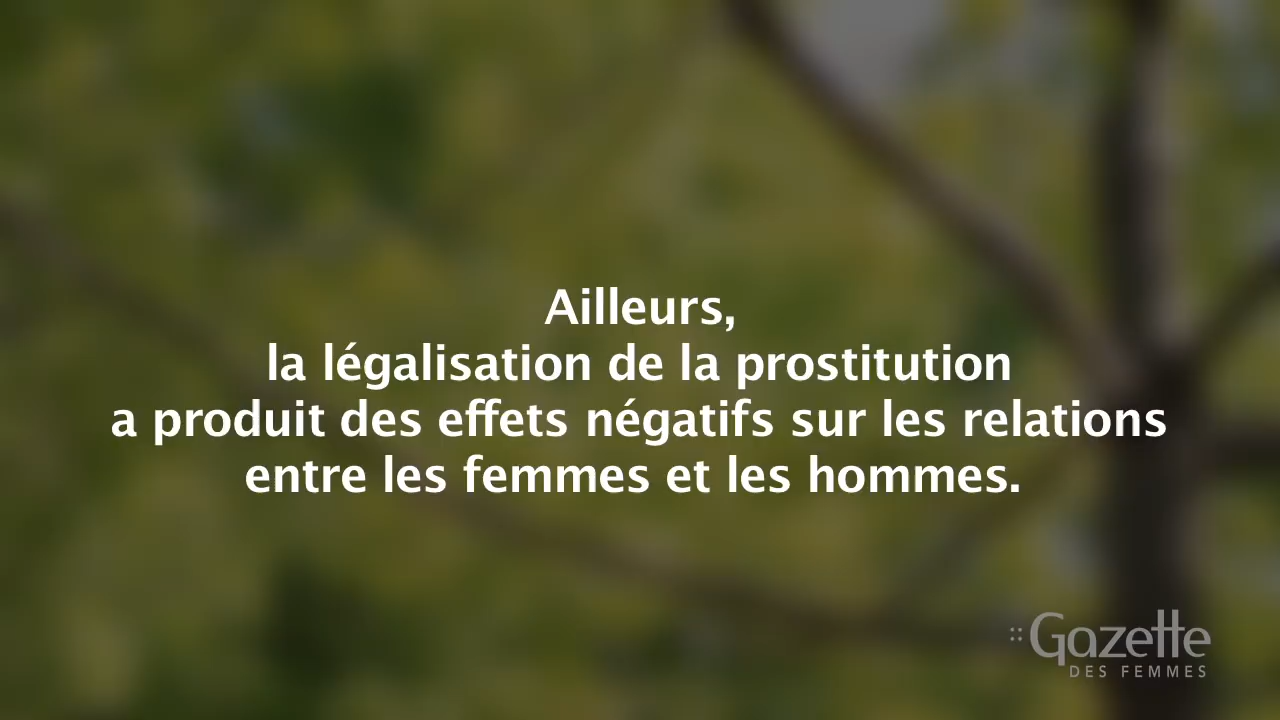 Ailleurs,
la légalisation de la prostitution
a produit des effets négatifs sur les relations
entre les femmes et les hommes.
Gazette
DES FEMMES